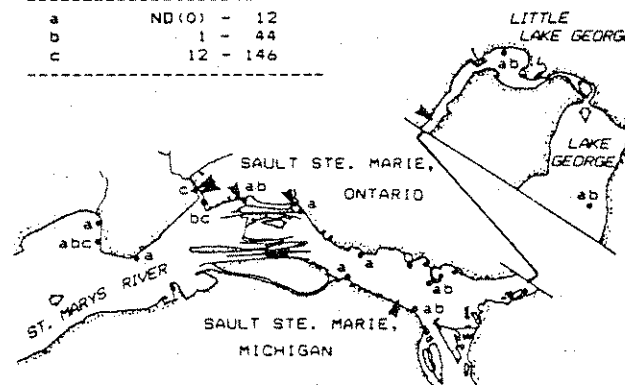 a ND(0) - 12
b 1 - 44
c 12 - 146
LITTLE
LAKE GEORGE
ab
LAKE
GEORGE
ab
SAULT STE. MARIE,
ONTARIO
c
ab
a
bc
a
abc
a
a
a
ab
ab
ST. MARYS RIVER
SAULT STE. MARIE,
MICHIGAN